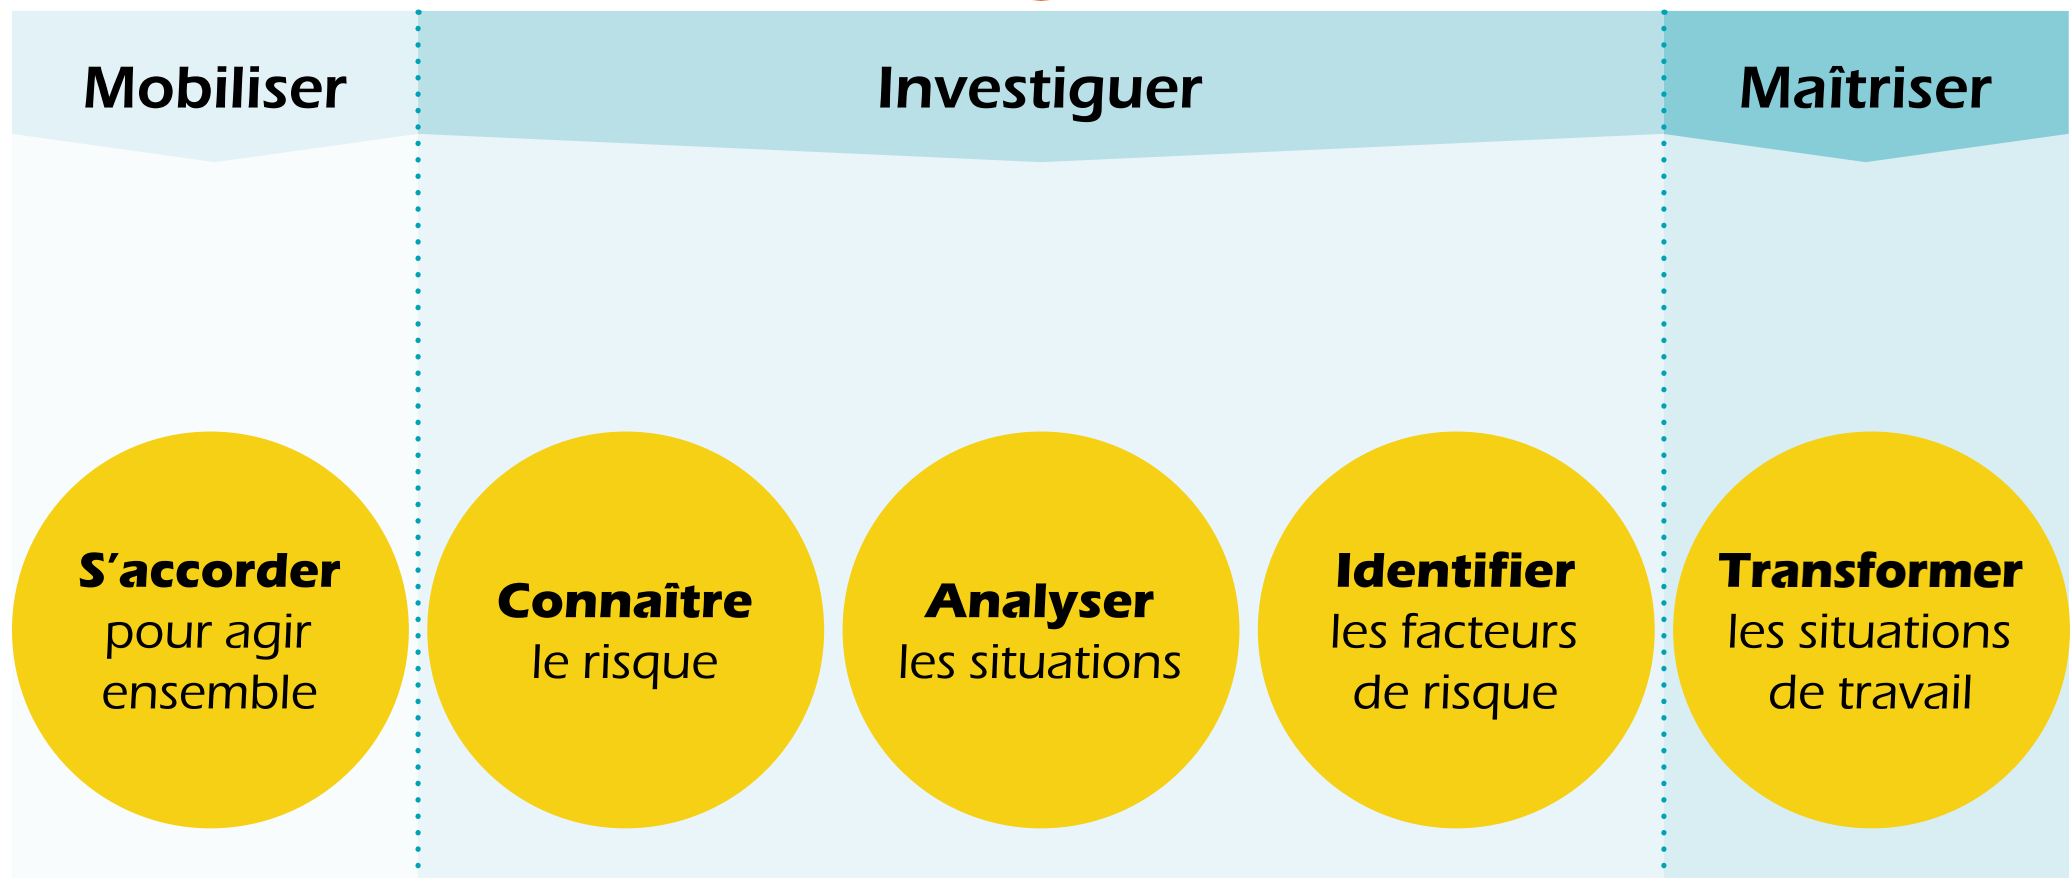 Mobiliser
Investiguer
Maîtriser
S’accorder
pour agir
ensemble
Connaître
le risque
Analyser
les situations
Identifier
les facteurs
de risque
Transformer
les situations
de travail